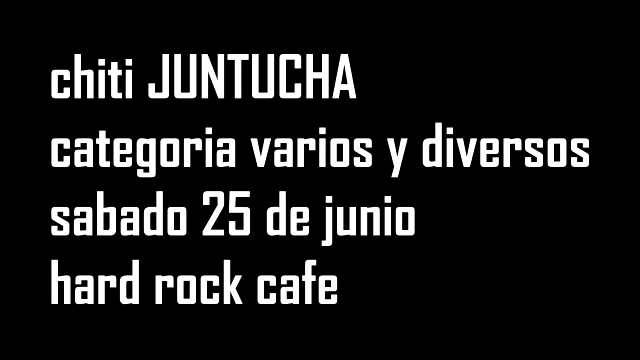 chiti JUNTUCHA
categoria varios y diversos
sabado 25 de junio
hard rock cafe